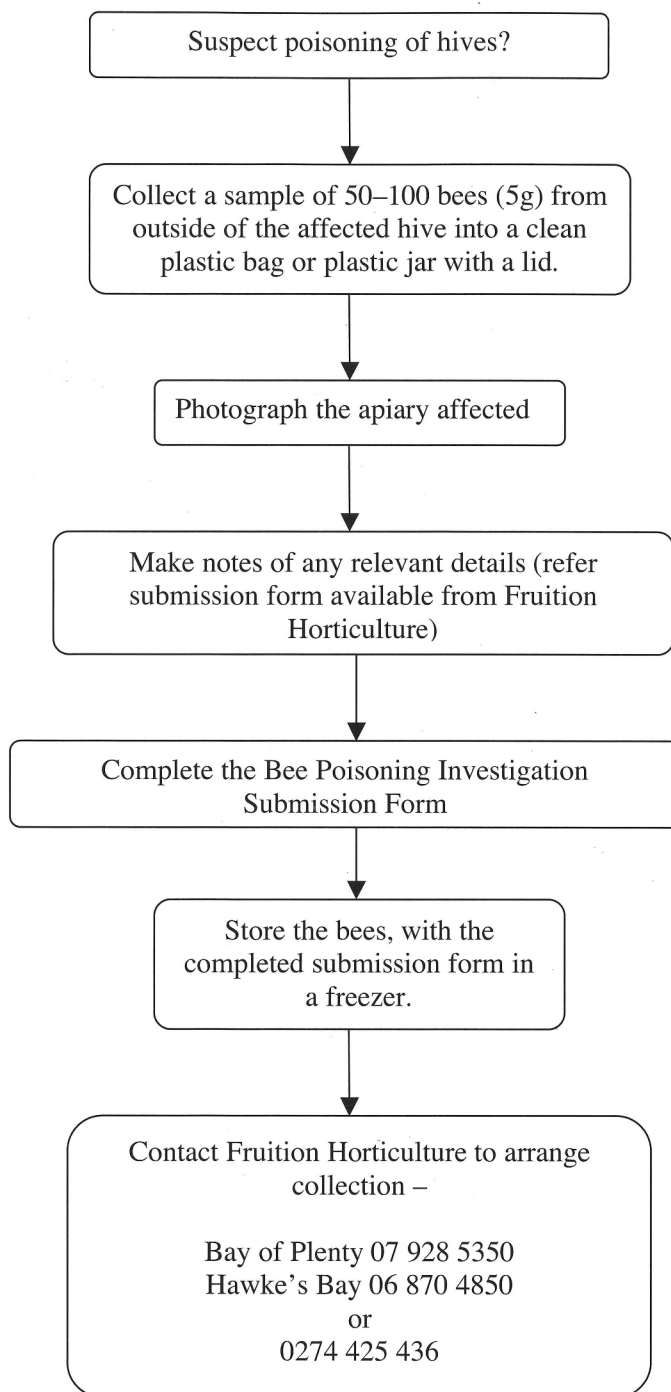 Suspect poisoning of hives?
Collect a sample of 50–100 bees (5g) from
outside of the affected hive into a clean
plastic bag or plastic jar with a lid.
Photograph the apiary affected
Make notes of any relevant details (refer
submission form available from Fruition
Horticulture)
Complete the Bee Poisoning Investigation
Submission Form
Store the bees, with the
completed submission form in
a freezer.
Contact Fruition Horticulture to arrange
collection –
Bay of Plenty 07 928 5350
Hawke's Bay 06 870 4850
or
0274 425 436